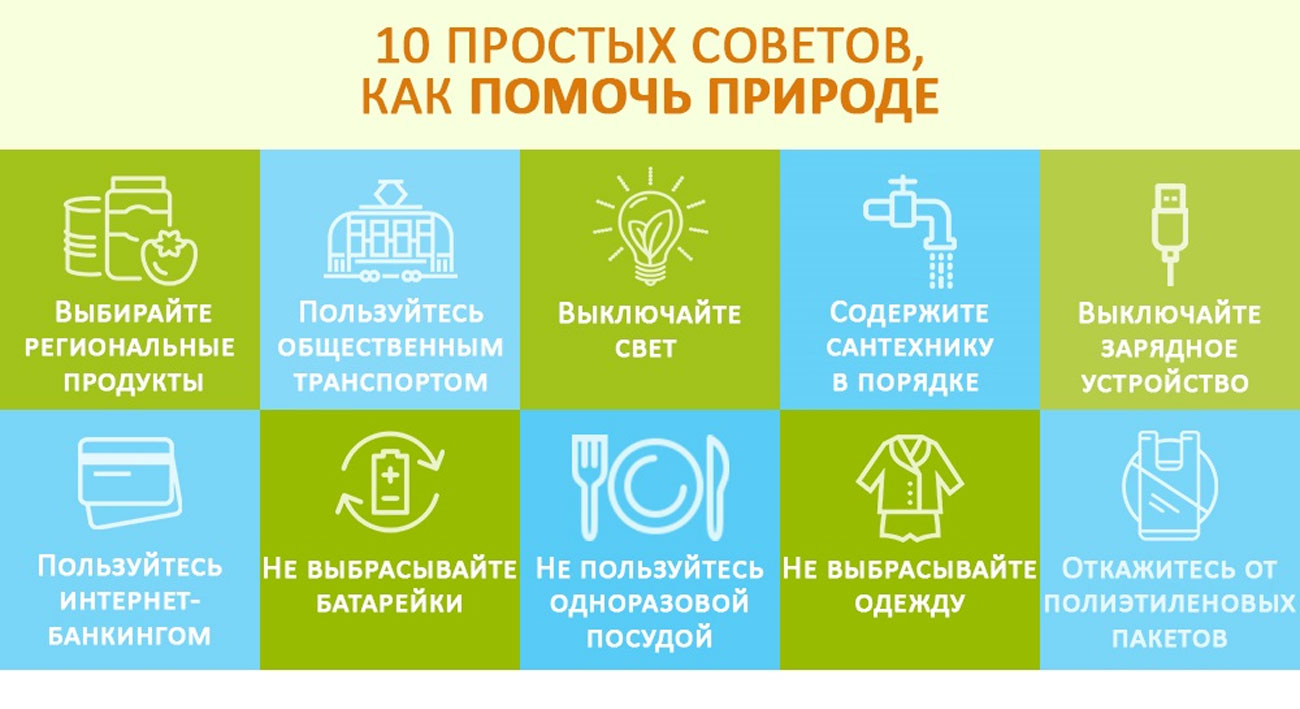 10 ПРОСТЫХ СОВЕТОВ,
КАК ПОМОЧЬ ПРИРОДЕ
ВЫБИРАЙТЕ
РЕГИОНАЛЬНЫЕ
ПРОДУКТЫ
ПОЛЬЗУЙТЕСЬ
ОБЩЕСТВЕННЫМ
ТРАНСПОРТОМ
ВЫКЛЮЧАЙТЕ
СВЕТ
СОДЕРЖИТЕ
САНТЕХНИКУ
В ПОРЯДКЕ
ВЫКЛЮЧАЙТЕ
ЗАРЯДНОЕ
УСТРОЙСТВО
ПОЛЬЗУЙТЕСЬ
ИНТЕРНЕТ-
БАНКИНГОМ
НЕ ВЫБРАСЫВАЙТЕ
БАТАРЕЙКИ
НЕ ПОЛЬЗУЙТЕСЬ
ОДНОРАЗОВОЙ
ПОСУДОЙ
НЕ ВЫБРАСЫВАЙТЕ
ОДЕЖДУ
ОТКАЖИТЕСЬ ОТ
ПОЛИЭТИЛЕНОВЫХ
ПАКЕТОВ